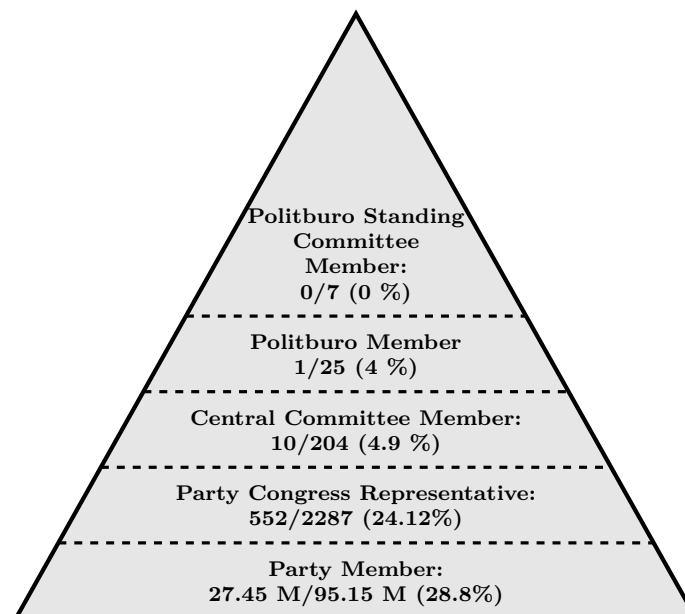 Politburo Standing
Committee
Member:
0/7 (0 %)
Politburo Member
1/25 (4 %)
Central Committee Member:
10/204 (4.9 %)
Party Congress Representative:
552/2287 (24.12%)
Party Member:
27.45 M/95.15 M (28.8%)